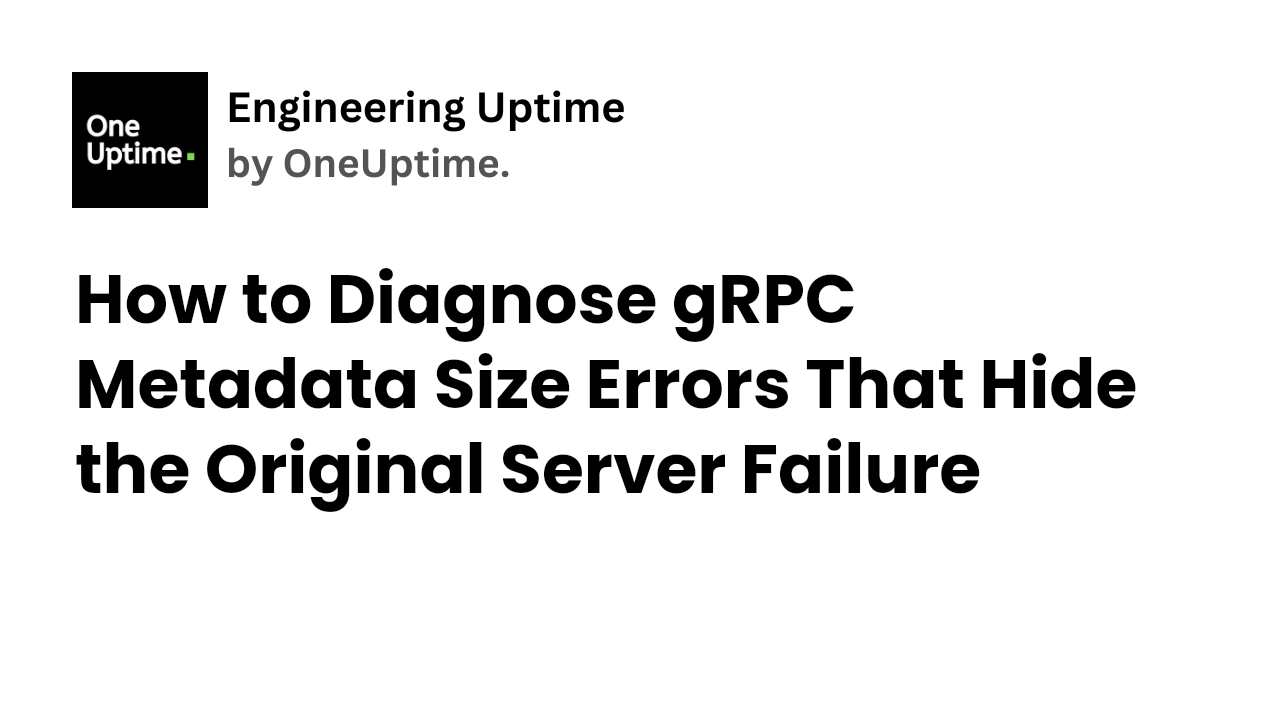 One
Uptime.
Engineering Uptime
by OneUptime.
How to Diagnose gRPC
Metadata Size Errors That Hide
the Original Server Failure